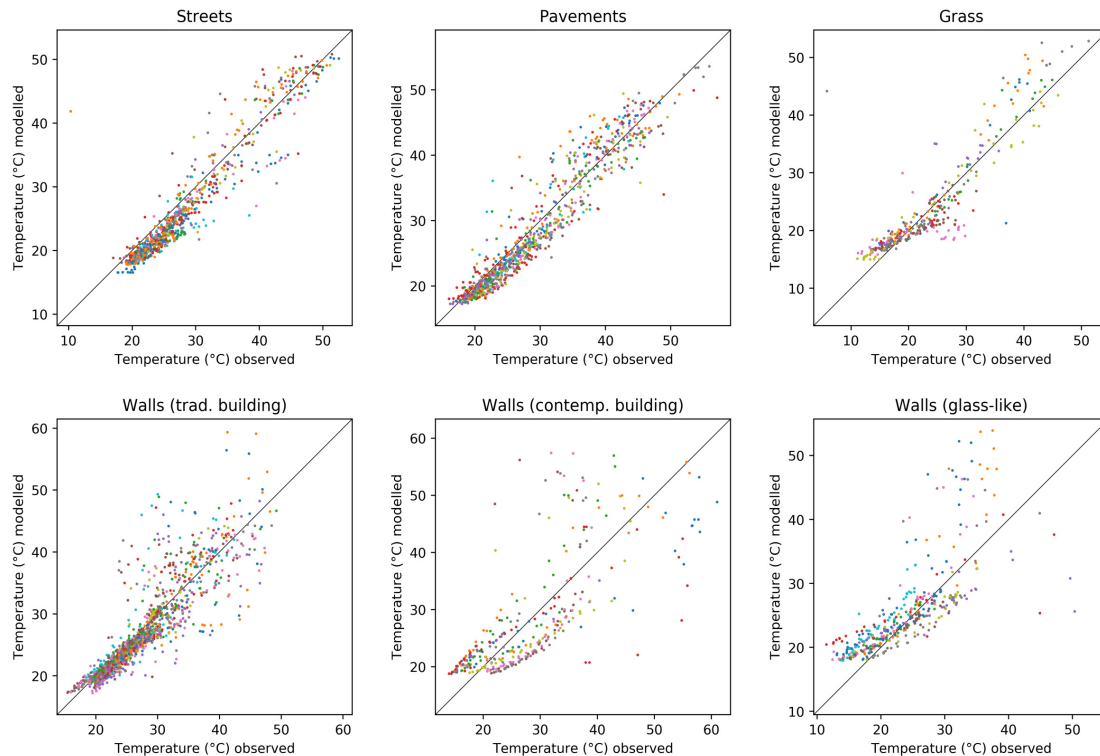 Streets
Pavements
Grass
50
40
30
20
10
Temperature (°C) modelled
10 20 30 40 50
Temperature (°C) observed
50
40
30
20
Temperature (°C) modelled
20 30 40 50
Temperature (°C) observed
50
40
30
20
10
Temperature (°C) modelled
10 20 30 40 50
Temperature (°C) observed
Walls (trad. building)
Walls (contemp. building)
Walls (glass-like)
60
50
40
30
20
Temperature (°C) modelled
20 30 40 50 60
Temperature (°C) observed
60
50
40
30
20
Temperature (°C) modelled
20 30 40 50 60
Temperature (°C) observed
50
40
30
20
10
Temperature (°C) modelled
10 20 30 40 50
Temperature (°C) observed